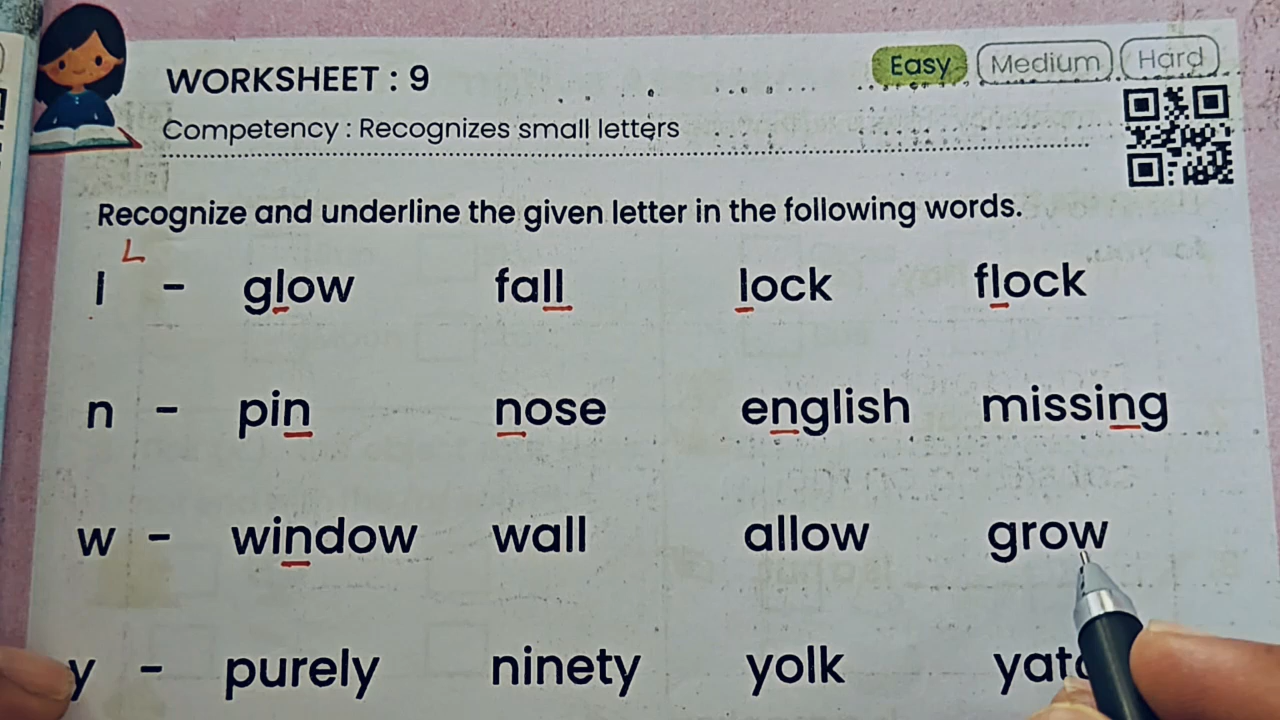 Easy Medium Hard
WORKSHEET : 9
Competency : Recognizes small letters
Recognize and underline the given letter in the following words.
L
l - glow fall lock flock
n - pin nose english missing
w - window wall allow grow
y - purely ninety yolk